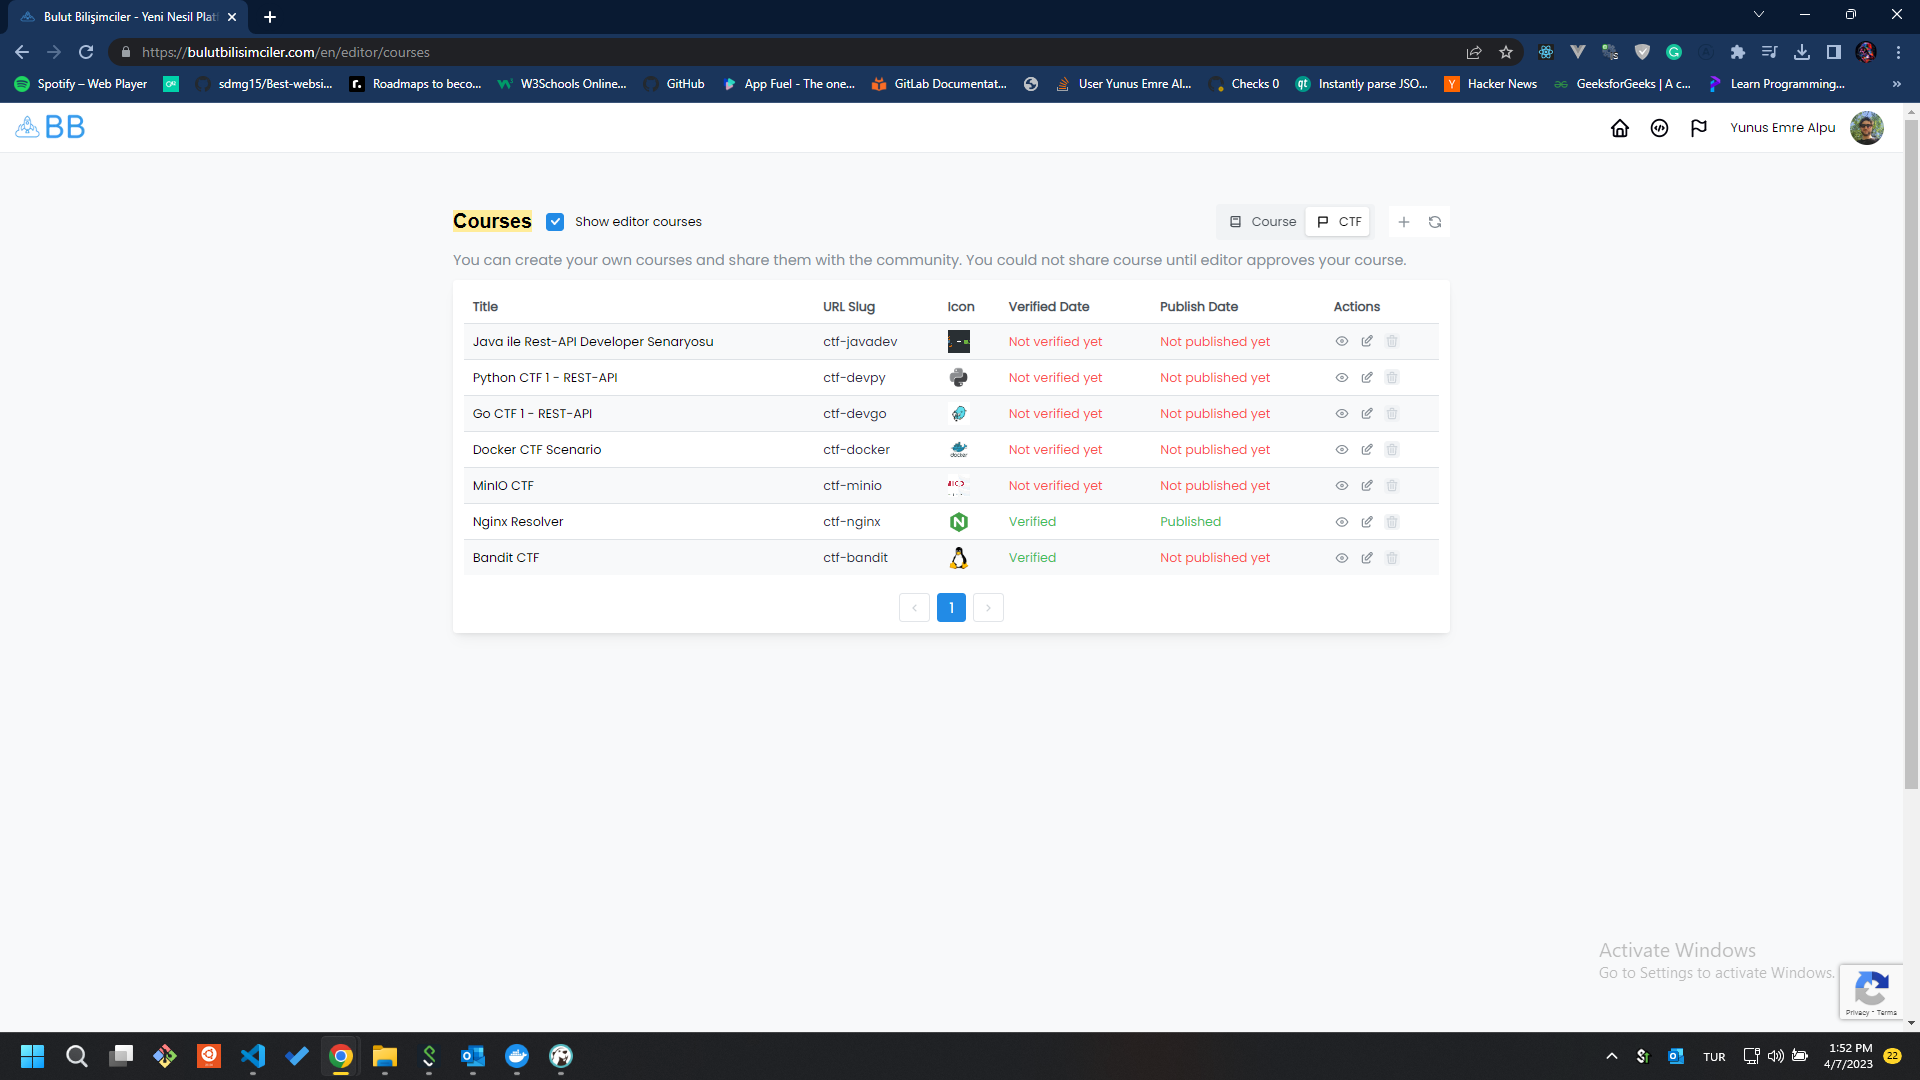 Bulut Bilişimciler - Yeni Nesil Plat
https://bulutbilisimciler.com/en/editor/courses
Spotify – Web Player
sdmg15/Best-websi...
Roadmaps to beco...
W3Schools Online...
GitHub
App Fuel - The one...
GitLab Documentat...
User Yunus Emre Al...
Checks 0
Instantly parse JSO...
Hacker News
GeeksforGeeks | A c...
Learn Programming...
BB
Yunus Emre Alpu
Courses Show editor courses Course CTF
You can create your own courses and share them with the community. You could not share course until editor approves your course.
Title URL Slug Icon Verified Date Publish Date Actions
Java ile Rest-API Developer Senaryosu ctf-javadev Not verified yet Not published yet
Python CTF 1 - REST-API ctf-devpy Not verified yet Not published yet
Go CTF 1 - REST-API ctf-devgo Not verified yet Not published yet
Docker CTF Scenario ctf-docker docker Not verified yet Not published yet
MinIO CTF ctf-minio Not verified yet Not published yet
Nginx Resolver ctf-nginx N Verified Published
Bandit CTF ctf-bandit Verified Not published yet
1
Activate Windows
Go to Settings to activate Windows.
Privacy - Terms
TUR
1:52 PM
4/7/2023
22